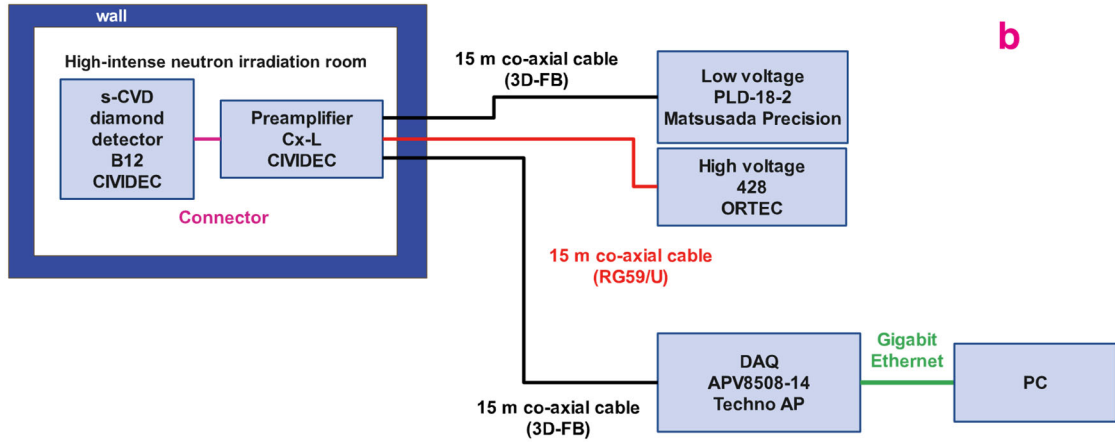 wall
b
High-intense neutron irradiation room
s-CVD
diamond
detector
B12
CIVIDEC
Preamplifier
Cx-L
CIVIDEC
Connector
15 m co-axial cable
(3D-FB)
Low voltage
PLD-18-2
Matsusada Precision
High voltage
428
ORTEC
15 m co-axial cable
(RG59/U)
15 m co-axial cable
(3D-FB)
DAQ
APV8508-14
Techno AP
Gigabit
Ethernet
PC